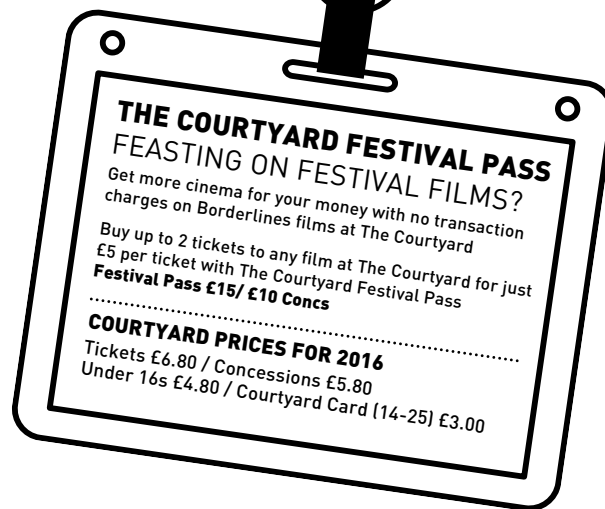 THE COURTYARD FESTIVAL PASS
FEASTING ON FESTIVAL FILMS?
Get more cinema for your money with no transaction
charges on Borderlines films at The Courtyard
Buy up to 2 tickets to any film at The Courtyard for just
£5 per ticket with The Courtyard Festival Pass
Festival Pass £15/ £10 Concs
COURTYARD PRICES FOR 2016
Tickets £6.80 / Concessions £5.80
Under 16s £4.80 / Courtyard Card (14-25) £3.00